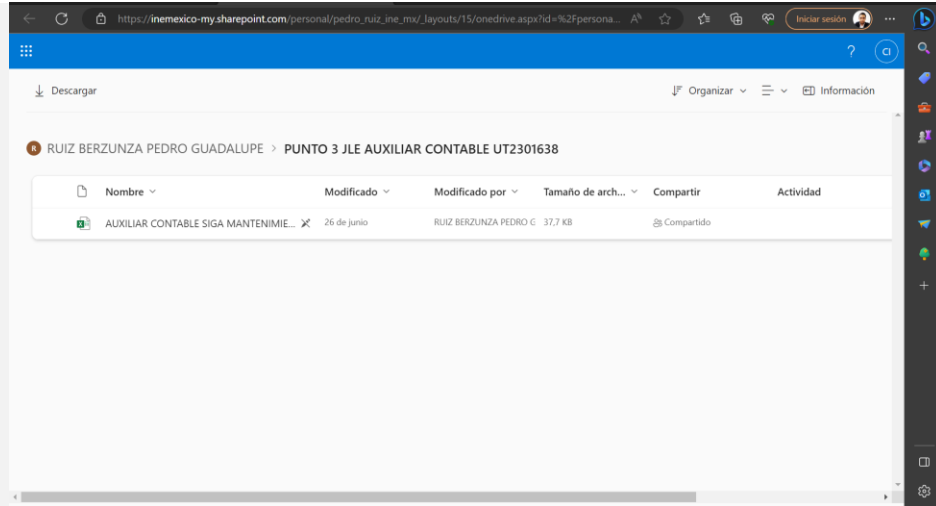 https://inemexico-my.sharepoint.com/personal/pedro_ruiz_ine_mx/_layouts/15/onedrive.aspx?id=%2Fpersona... Iniciar sesión
? CI
Descargar Organizar Información
R RUIZ BERZUNZA PEDRO GUADALUPE > PUNTO 3 JLE AUXILIAR CONTABLE UT2301638
Nombre Modificado Modificado por Tamaño de arch... Compartir Actividad
AUXILIAR CONTABLE SIGA MANTENIMIE... 26 de junio RUIZ BERZUNZA PEDRO G 37,7 KB Compartido